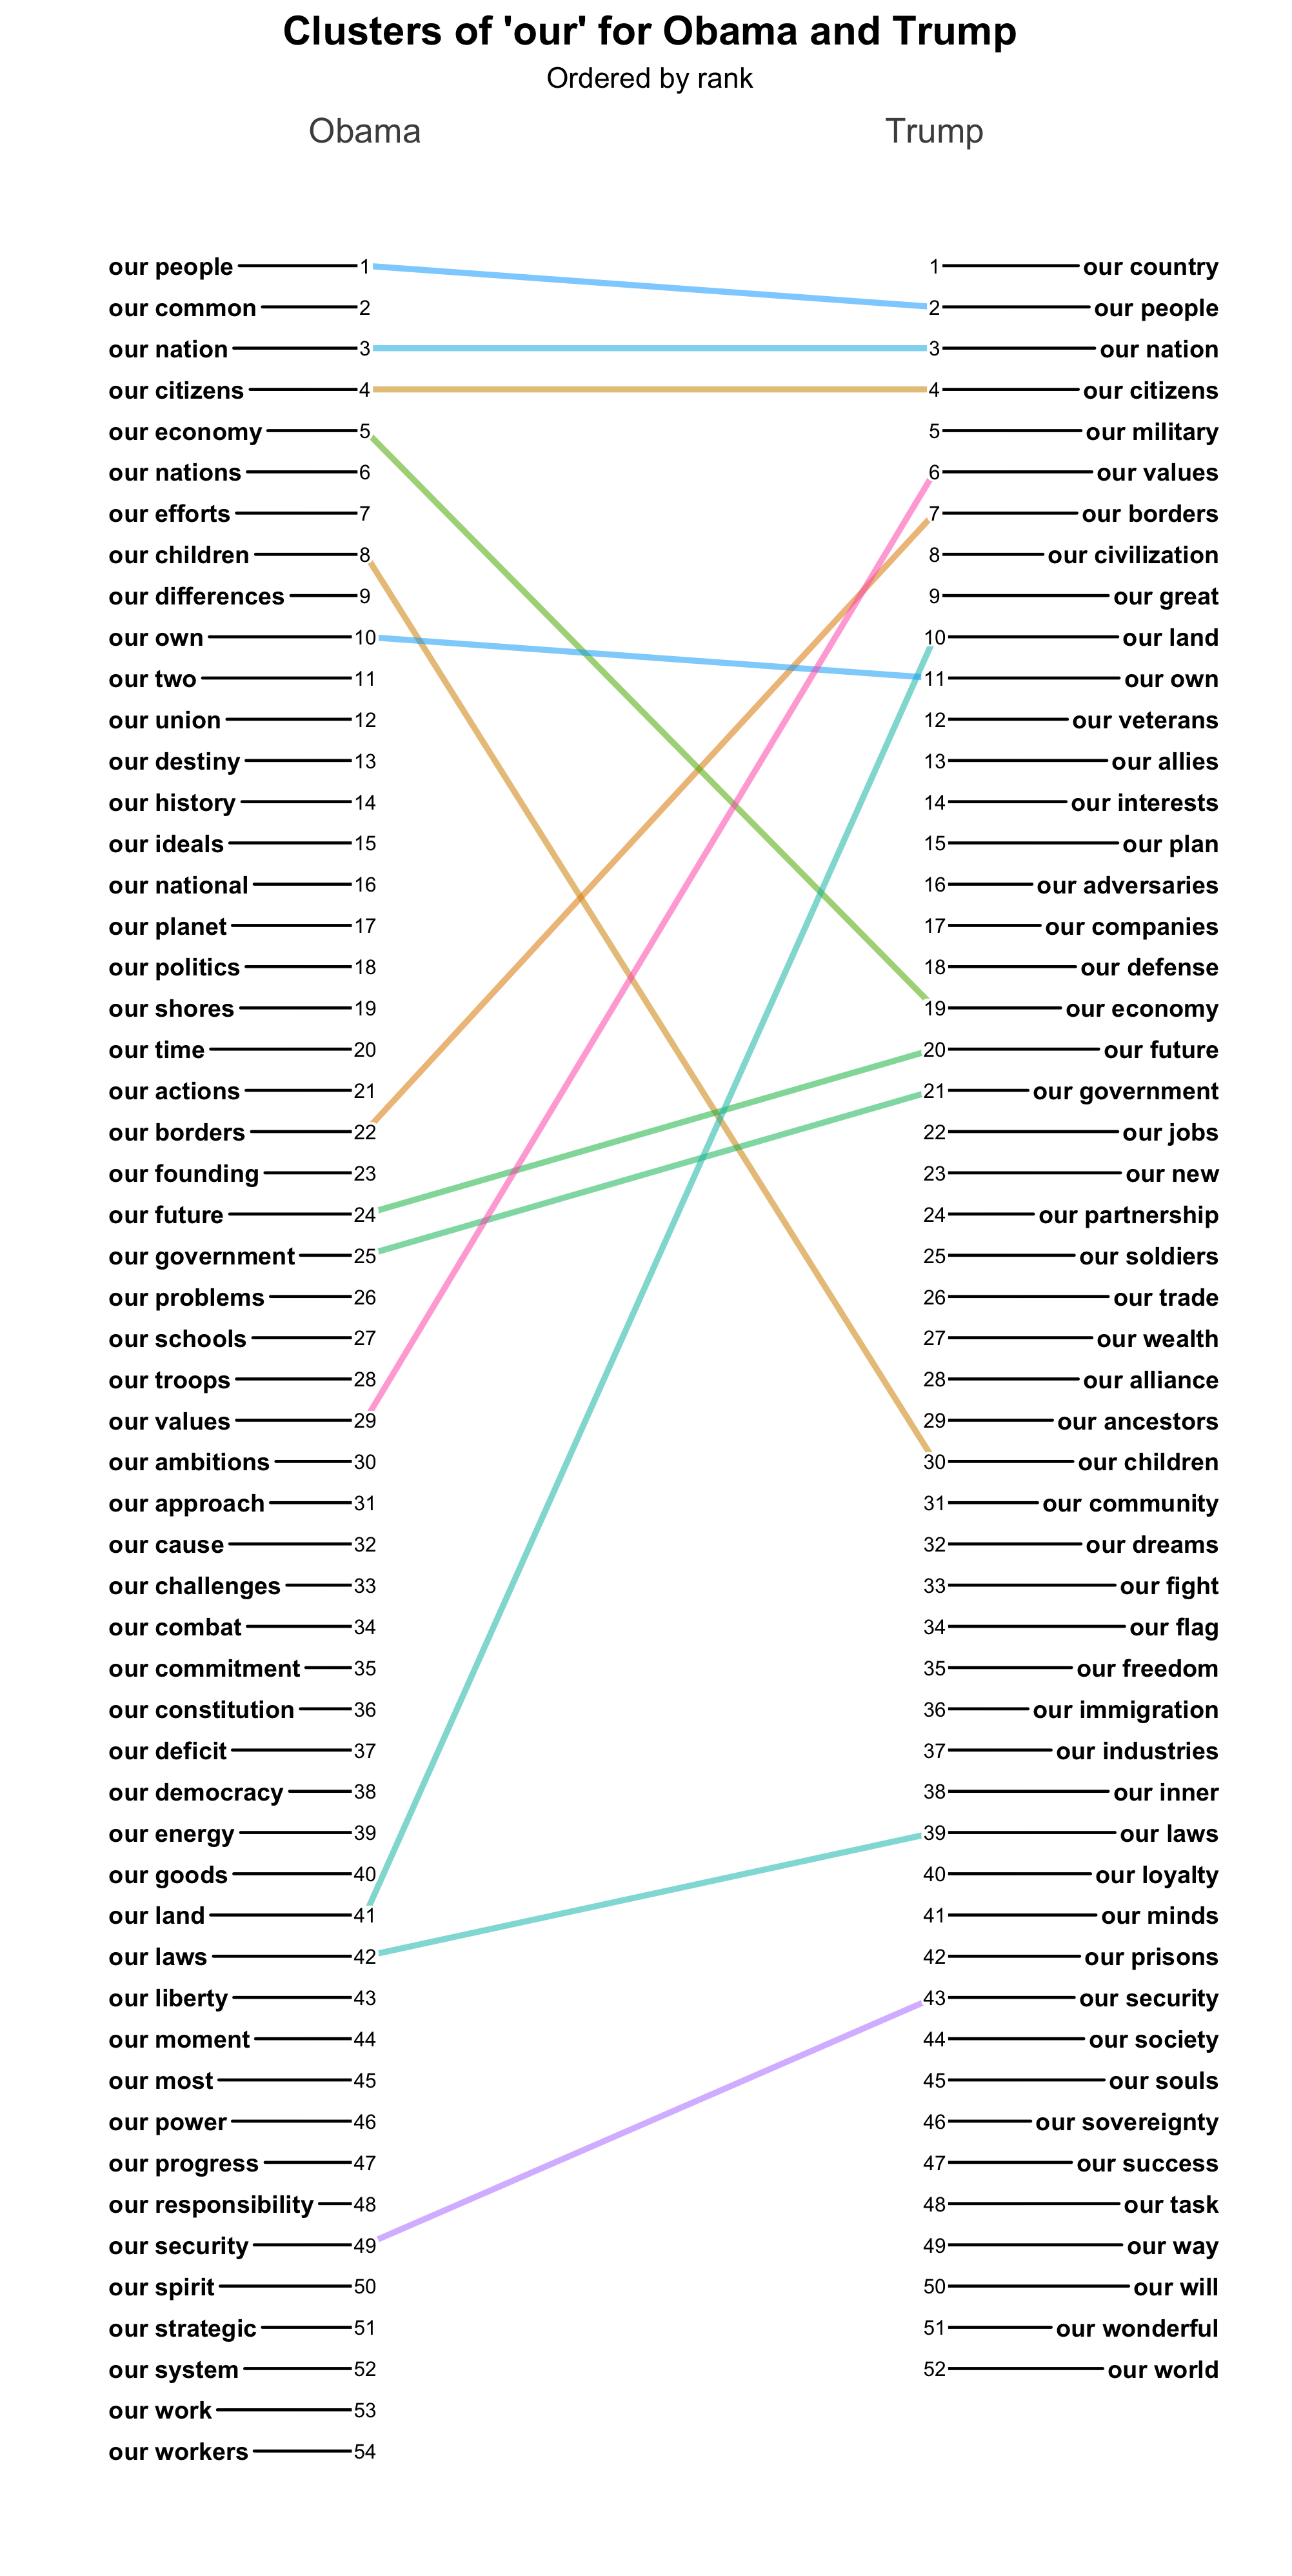 Clusters of 'our' for Obama and Trump
Ordered by rank
Obama Trump
our people 1 1 our country
our common 2 2 our people
our nation 3 3 our nation
our citizens 4 4 our citizens
our economy 5 5 our military
our nations 6 6 our values
our efforts 7 7 our borders
our children 8 8 our civilization
our differences 9 9 our great
our own 10 10 our land
our two 11 11 our own
our union 12 12 our veterans
our destiny 13 13 our allies
our history 14 14 our interests
our ideals 15 15 our plan
our national 16 16 our adversaries
our planet 17 17 our companies
our politics 18 18 our defense
our shores 19 19 our economy
our time 20 20 our future
our actions 21 21 our government
our borders 22 22 our jobs
our founding 23 23 our new
our future 24 24 our partnership
our government 25 25 our soldiers
our problems 26 26 our trade
our schools 27 27 our wealth
our troops 28 28 our alliance
our values 29 29 our ancestors
our ambitions 30 30 our children
our approach 31 31 our community
our cause 32 32 our dreams
our challenges 33 33 our fight
our combat 34 34 our flag
our commitment 35 35 our freedom
our constitution 36 36 our immigration
our deficit 37 37 our industries
our democracy 38 38 our inner
our energy 39 39 our laws
our goods 40 40 our loyalty
our land 41 41 our minds
our laws 42 42 our prisons
our liberty 43 43 our security
our moment 44 44 our society
our most 45 45 our souls
our power 46 46 our sovereignty
our progress 47 47 our success
our responsibility 48 48 our task
our security 49 49 our way
our spirit 50 50 our will
our strategic 51 51 our wonderful
our system 52 52 our world
our work 53
our workers 54